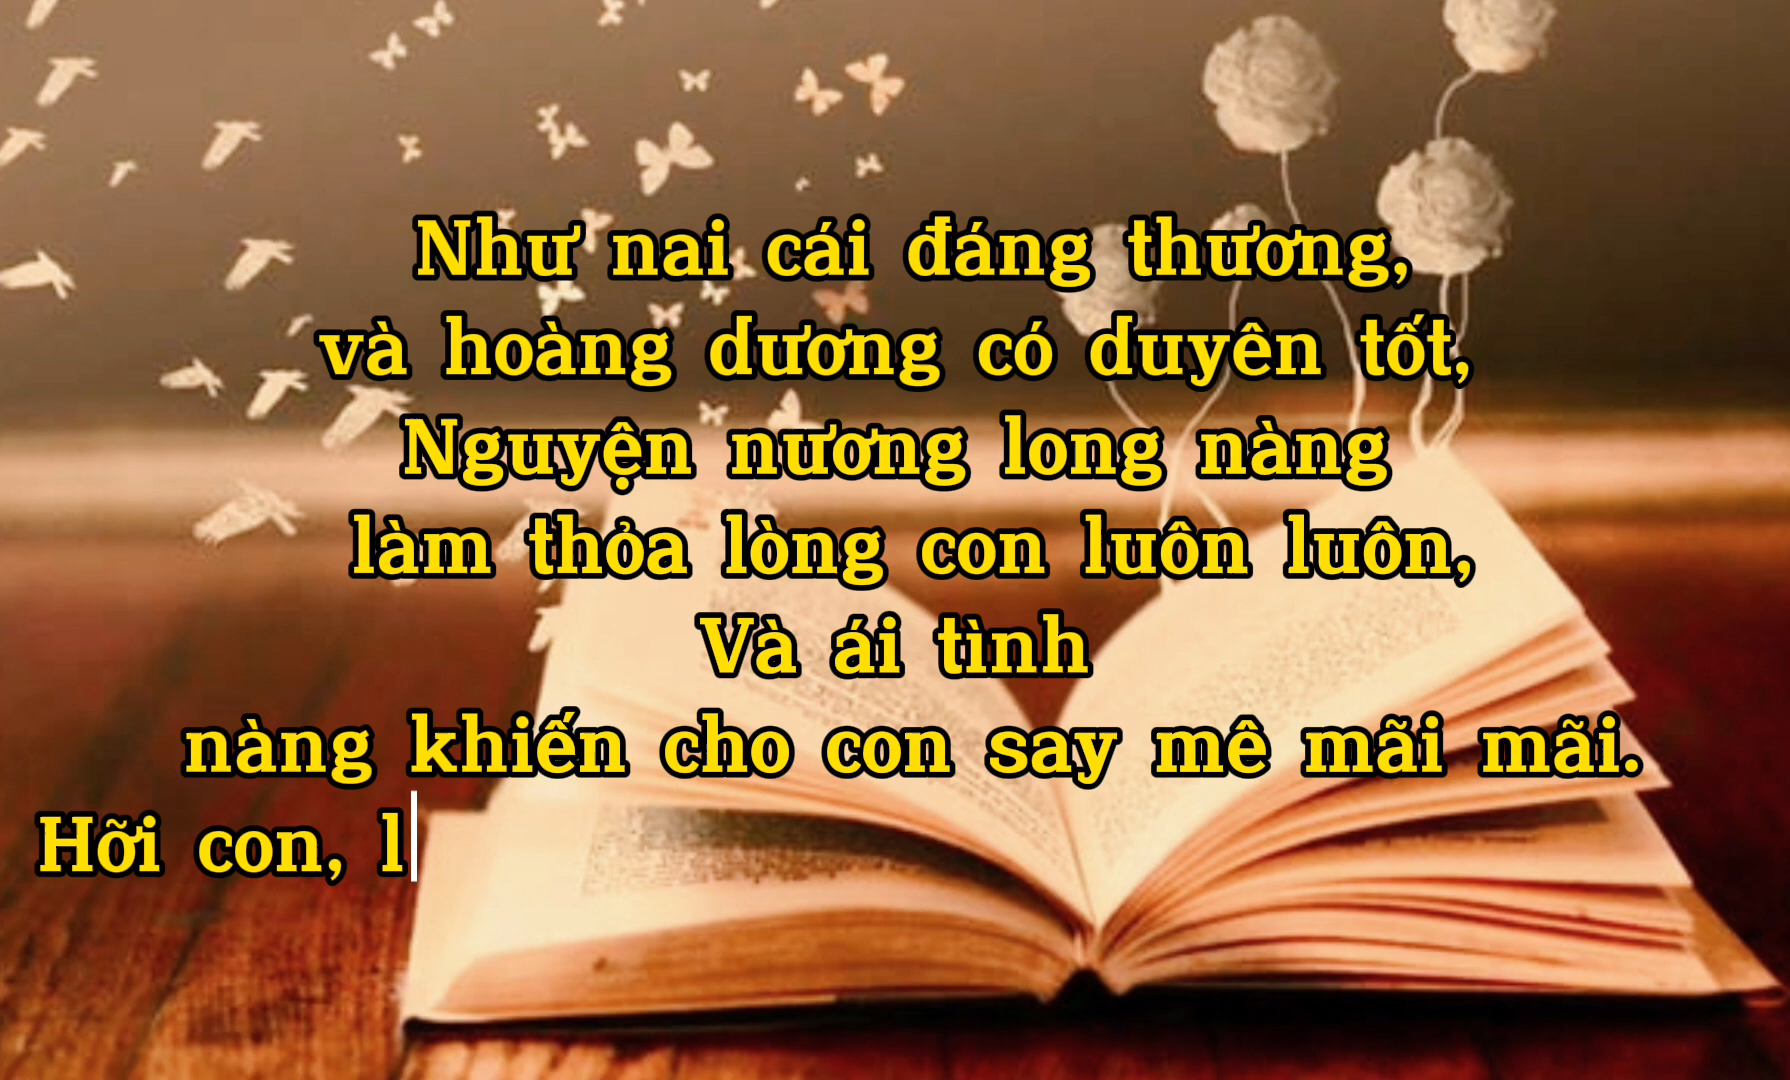 Như nai cái đáng thương,
và hoàng dương có duyên tốt,
Nguyện nương long nàng
làm thỏa lòng con luôn luôn,
Và ái tình
nàng khiến cho con say mê mãi mãi.
Hỡi con, l